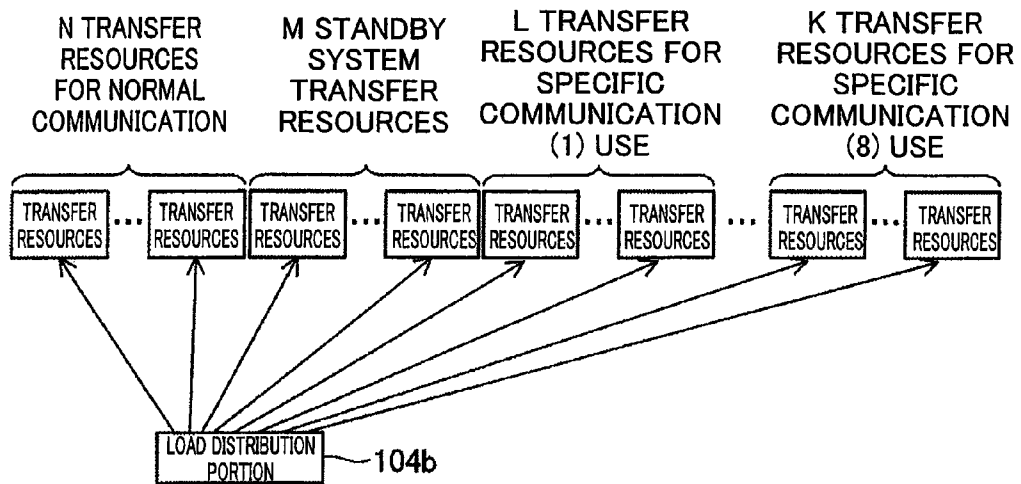 N TRANSFER
RESOURCES
FOR NORMAL
COMMUNICATION
M STANDBY
SYSTEM
TRANSFER
RESOURCES
L TRANSFER
RESOURCES FOR
SPECIFIC
COMMUNICATION
(1) USE
K TRANSFER
RESOURCES FOR
SPECIFIC
COMMUNICATION
(8) USE
TRANSFER
RESOURCES
...
TRANSFER
RESOURCES
TRANSFER
RESOURCES
...
TRANSFER
RESOURCES
TRANSFER
RESOURCES
...
TRANSFER
RESOURCES
...
TRANSFER
RESOURCES
...
TRANSFER
RESOURCES
LOAD DISTRIBUTION
PORTION
104b